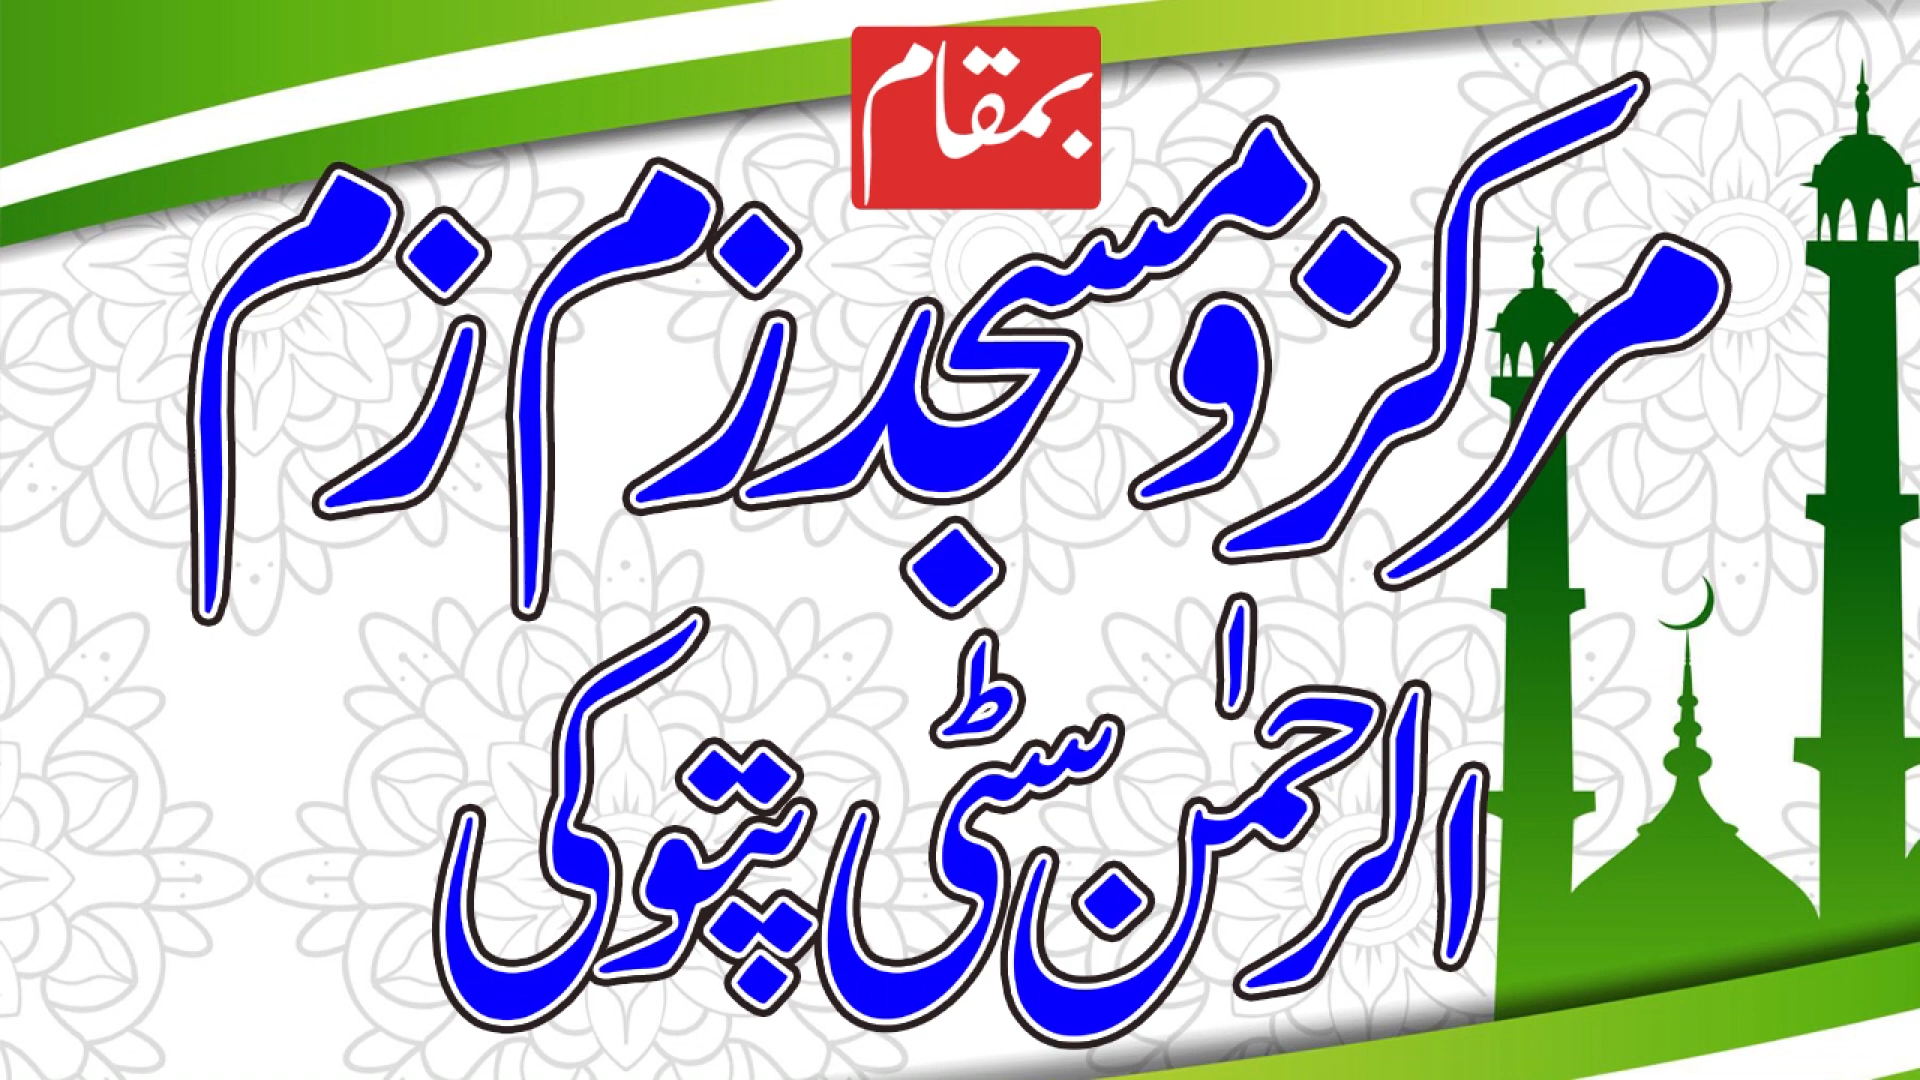 بمقام
مرکز و مسجد زم زم
الرحمٰن سٹی پتوکی